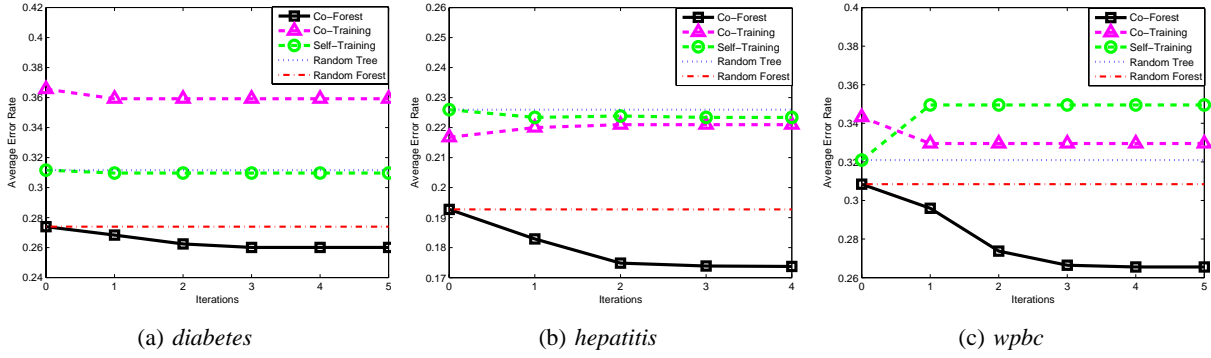 0.42
0.4
0.38
0.36
0.34
0.32
0.3
0.28
0.26
0.24
Average Error Rate
0 1 2 3 4 5
Iterations
Co−Forest
Co−Training
Self−Training
Random Tree
Random Forest
(a) diabetes
0.26
0.25
0.24
0.23
0.22
0.21
0.2
0.19
0.18
0.17
Average Error Rate
0 1 2 3 4
Iterations
Co−Forest
Co−Training
Self−Training
Random Tree
Random Forest
(b) hepatitis
0.4
0.38
0.36
0.34
0.32
0.3
0.28
0.26
Average Error Rate
0 1 2 3 4 5
Iterations
Co−Forest
Co−Training
Self−Training
Random Tree
Random Forest
(c) wpbc